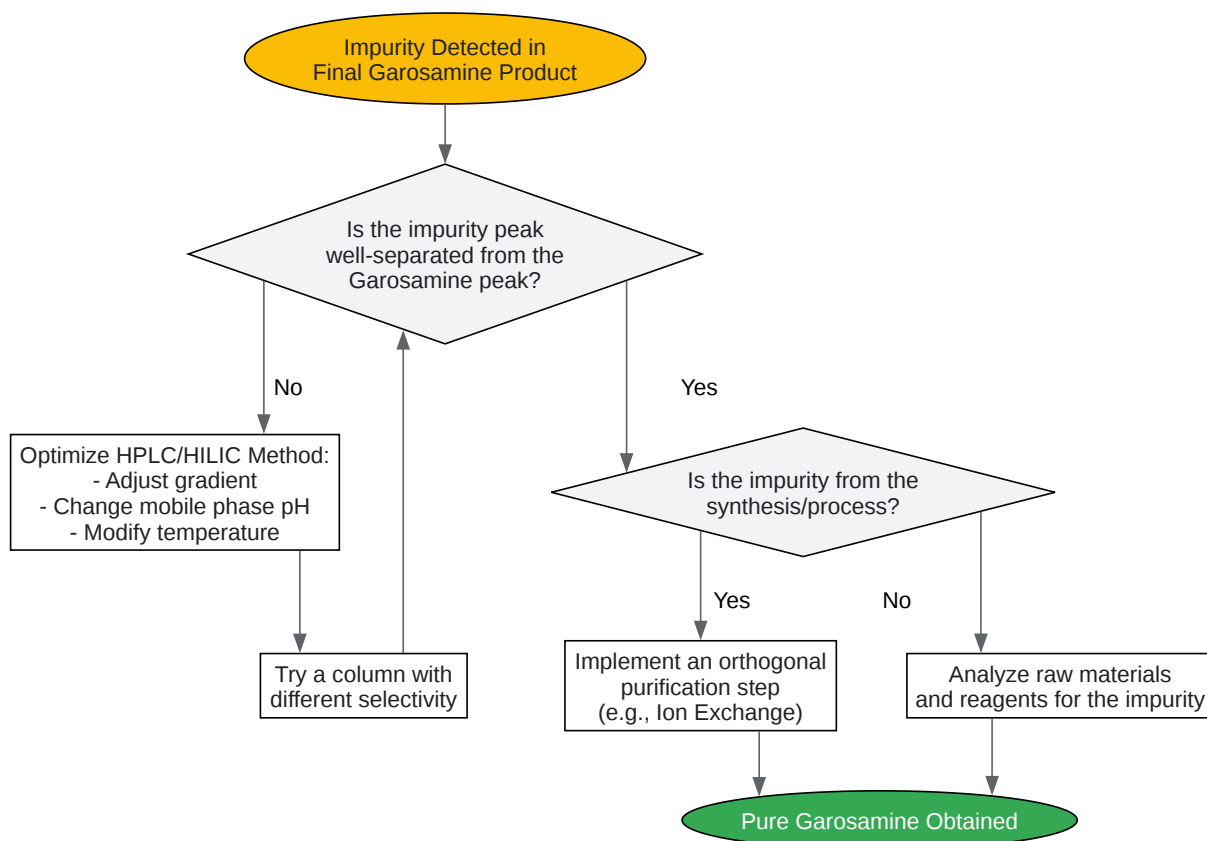 Impurity Detected in
Final Garosamine Product
Is the impurity peak
well-separated from the
Garosamine peak?
No
Yes
Optimize HPLC/HILIC Method:
- Adjust gradient
- Change mobile phase pH
- Modify temperature
Is the impurity from the
synthesis/process?
Yes
No
Try a column with
different selectivity
Implement an orthogonal
purification step
(e.g., Ion Exchange)
Analyze raw materials
and reagents for the impurity
Pure Garosamine Obtained